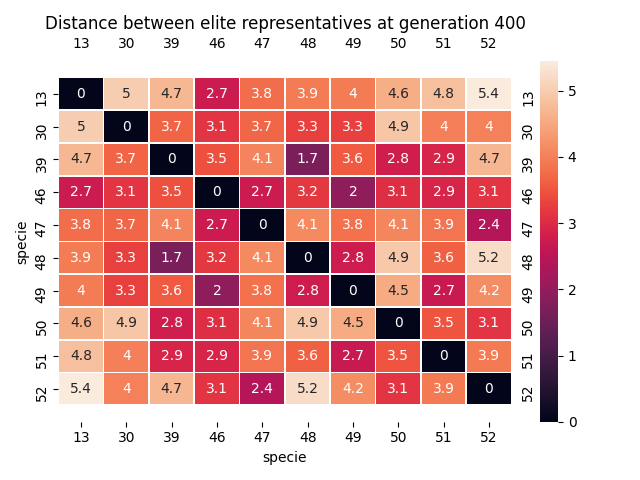 Distance between elite representatives at generation 400
13 30 39 46 47 48 49 50 51 52
13 0 5 4.7 2.7 3.8 3.9 4 4.6 4.8 5.4 13
30 5 0 3.7 3.1 3.7 3.3 3.3 4.9 4 4 30
39 4.7 3.7 0 3.5 4.1 1.7 3.6 2.8 2.9 4.7 39
46 2.7 3.1 3.5 0 2.7 3.2 2 3.1 2.9 3.1 46
47 3.8 3.7 4.1 2.7 0 4.1 3.8 4.1 3.9 2.4 47
48 3.9 3.3 1.7 3.2 4.1 0 2.8 4.9 3.6 5.2 48
49 4 3.3 3.6 2 3.8 2.8 0 4.5 2.7 4.2 49
50 4.6 4.9 2.8 3.1 4.1 4.9 4.5 0 3.5 3.1 50
51 4.8 4 2.9 2.9 3.9 3.6 2.7 3.5 0 3.9 51
52 5.4 4 4.7 3.1 2.4 5.2 4.2 3.1 3.9 0 52
13 30 39 46 47 48 49 50 51 52
specie
specie
5
4
3
2
1
0